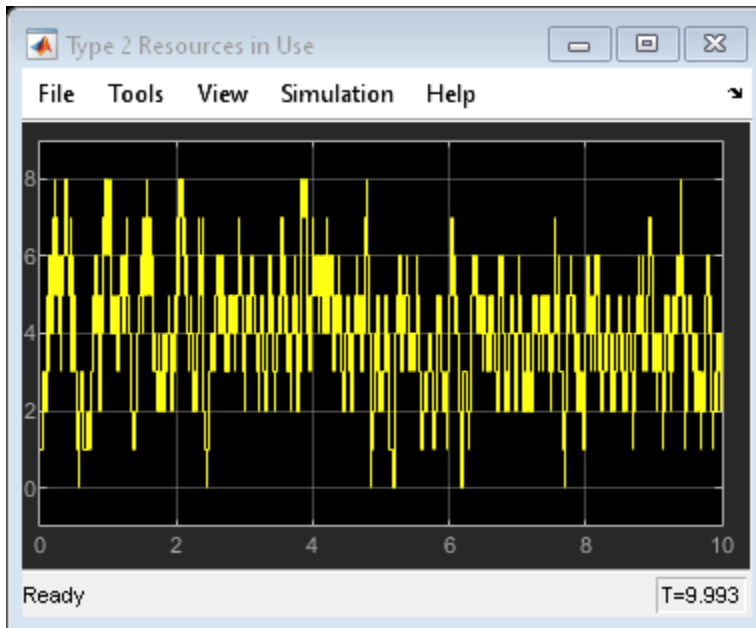 Type 2 Resources in Use
File Tools View Simulation Help
8
6
4
2
0
0 2 4 6 8 10
Ready T=9.993